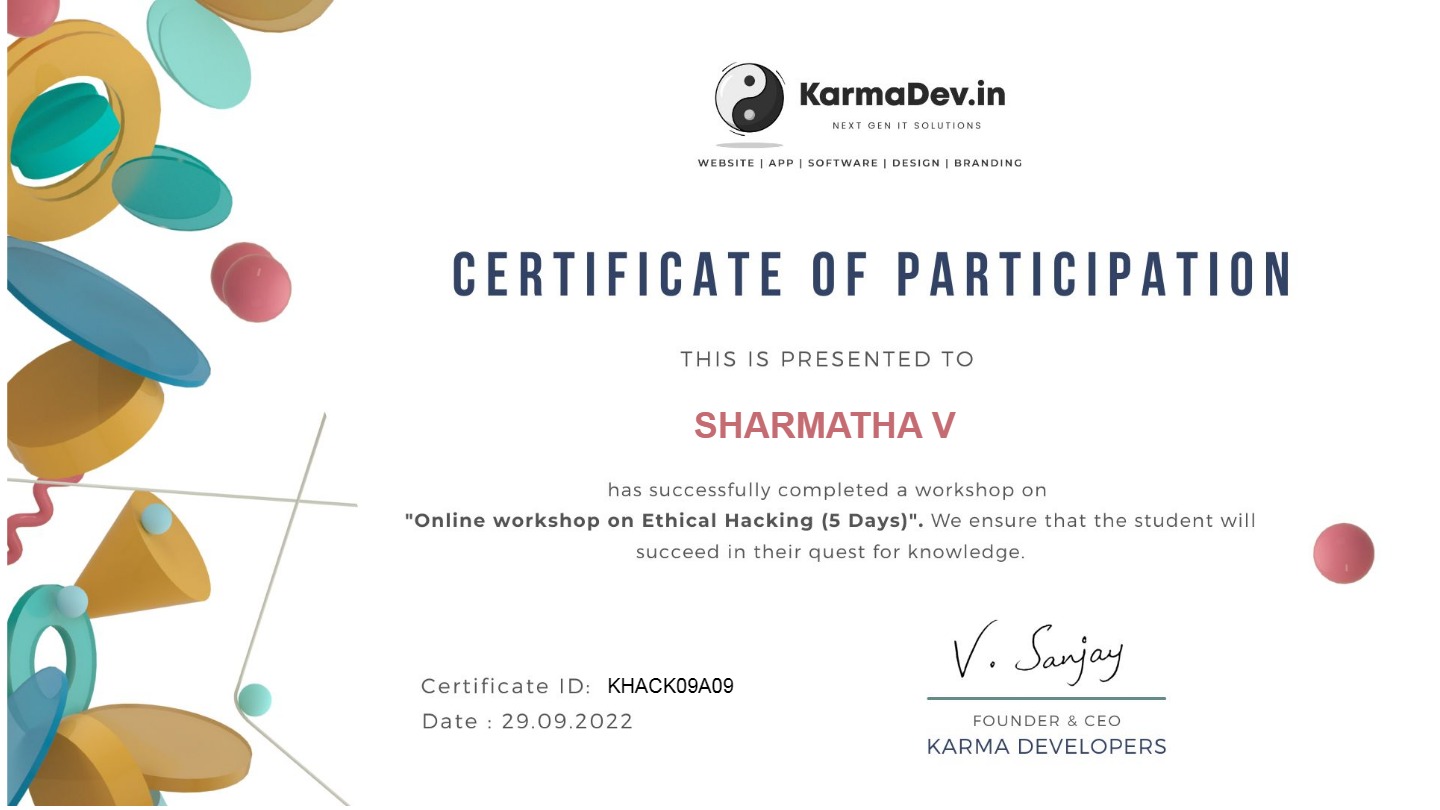 KarmaDev.in
NEXT GEN IT SOLUTIONS
WEBSITE | APP | SOFTWARE | DESIGN | BRANDING
CERTIFICATE OF PARTICIPATION
THIS IS PRESENTED TO
SHARMATHA V
has successfully completed a workshop on
"Online workshop on Ethical Hacking (5 Days)". We ensure that the student will
succeed in their quest for knowledge.
V. Sanjay
Certificate ID: KHACK09A09
Date : 29.09.2022
FOUNDER & CEO
KARMA DEVELOPERS